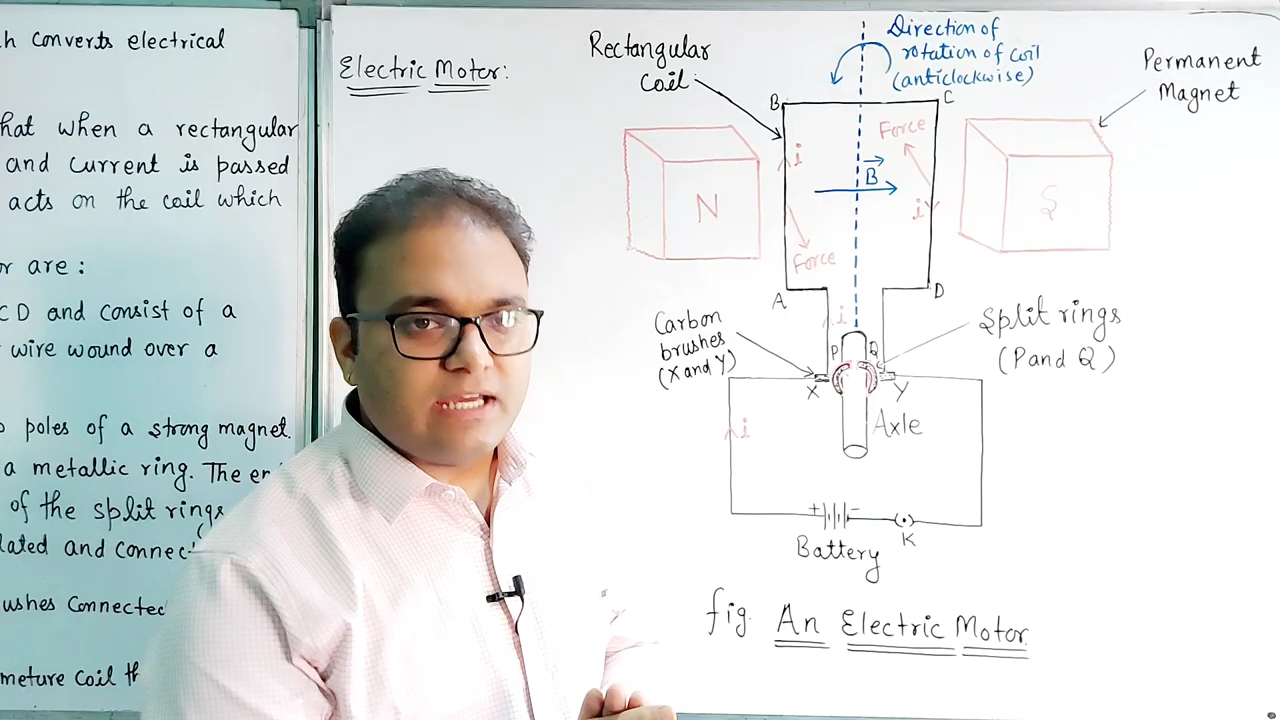 h converts electrical
hat when a rectangular
and current is passed
acts on the coil which
or are :
CD and consist of a
wire wound over a
poles of a strong magnet.
a metallic ring. The en
of the split rings
lated and connec
ushes connected
meture coil th
Electric Motor:
Rectangular
coil
Direction of
rotation of coil
(anticlockwise)
Permanent
Magnet
B
C
Force
i
B
N
i
S
Force
A
D
i
Carbon
brushes
(X and Y)
Split rings
(P and Q)
P
Q
X
Y
i
Axle
+
-
K
Battery
fig. An Electric Motor